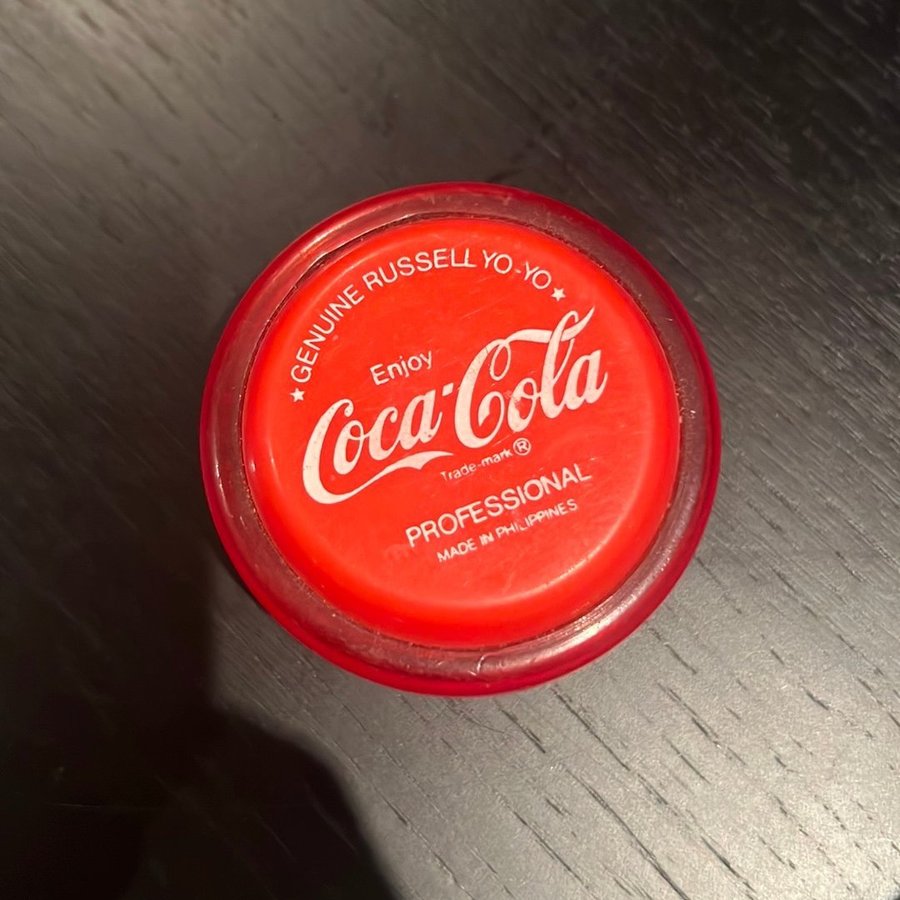 ★ GENUINE RUSSELL YO-YO ★
Enjoy
Coca-Cola
Trade-mark ®
PROFESSIONAL
MADE IN PHILIPPINES